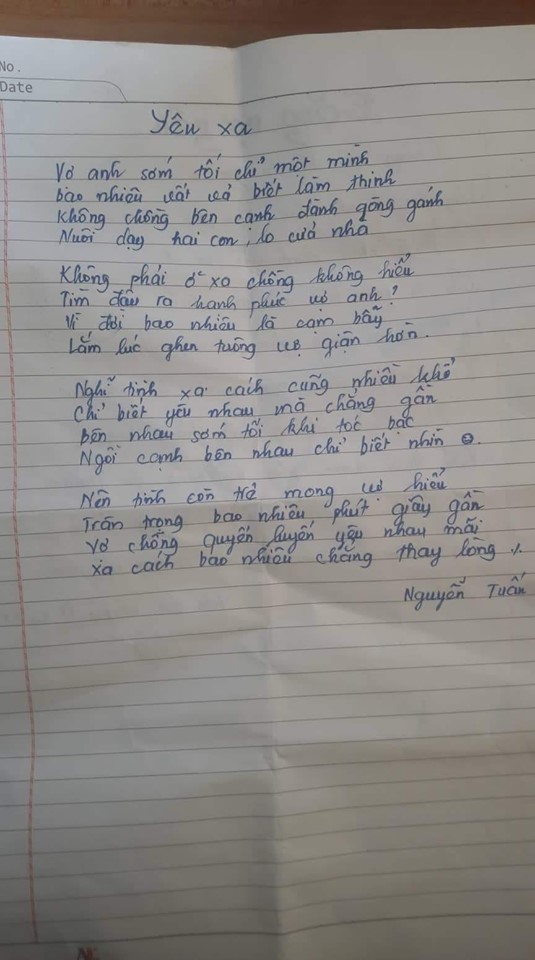 No.
Date
Yêu xa
Vợ anh sớm tối chỉ một mình
bao nhiêu vất vả biết làm thinh
Không chồng bên cạnh đành gồng gánh
Nuôi dạy hai con, lo cửa nhà
Không phải ở xa chồng không hiểu
Tìm đâu ra hạnh phúc vợ anh?
Vì đời bao nhiêu là cạm bẫy
Lắm lúc ghen tuông vợ giận hờn.
Nghĩ tình xa cách cũng nhiều khổ
Chỉ biết yêu nhau mà chẳng gần
Bên nhau sớm tối khi tóc bạc
Ngồi cạnh bên nhau chỉ biết nhìn ☺.
Nên tình còn trẻ mong vợ hiểu
Trân trọng bao nhiêu phút giây gần
Vợ chồng quyến luyến yêu nhau mãi
xa cách bao nhiêu chẳng thay lòng ./.
Nguyễn Tuấn